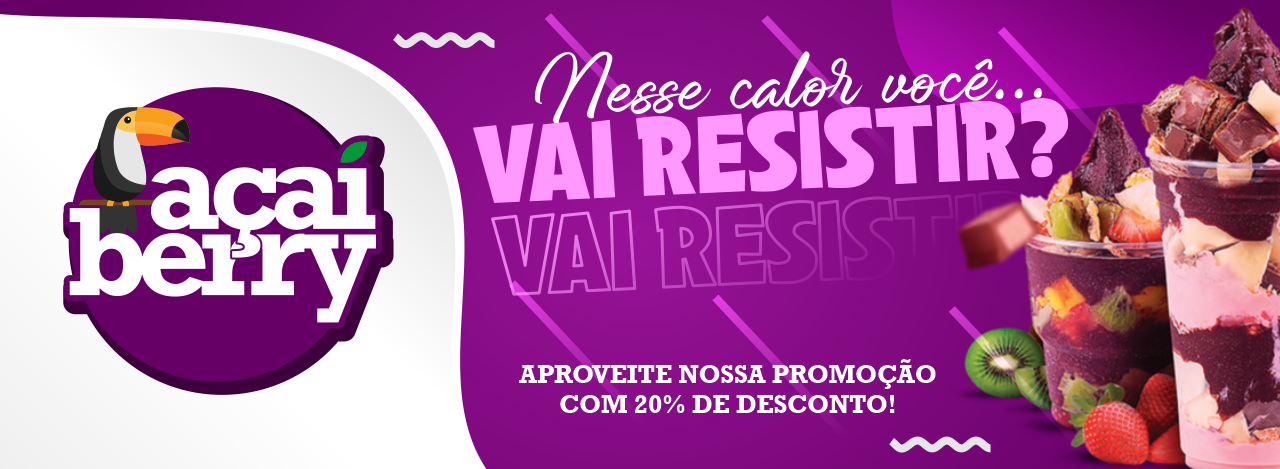 açaí
berry
Nesse calor você...
VAI RESISTIR?
VAI RESISTIR
APROVEITE NOSSA PROMOÇÃO
COM 20% DE DESCONTO!